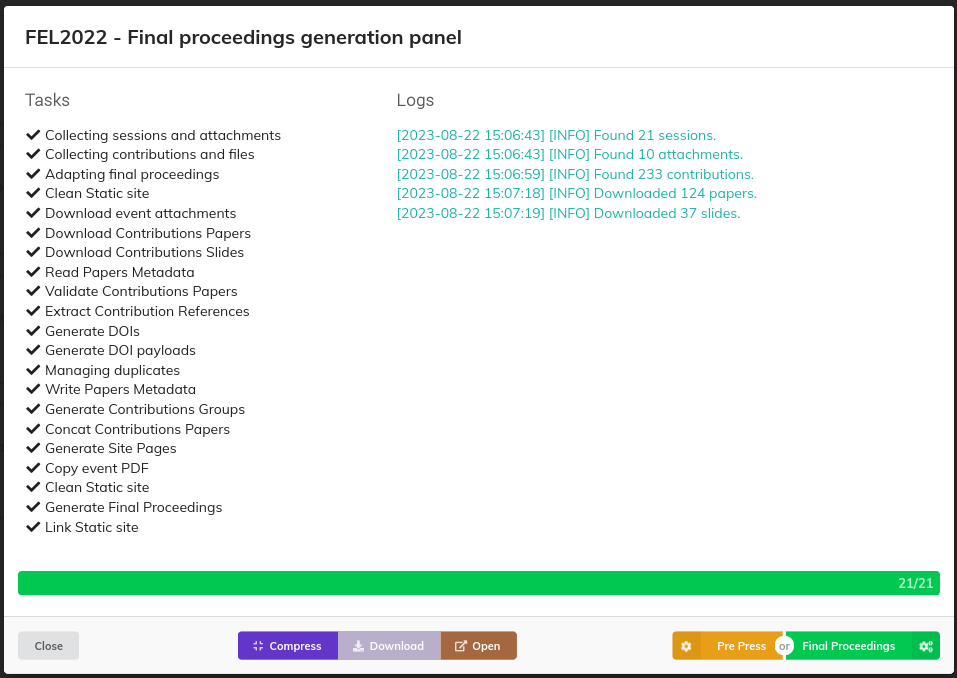 FEL2022 - Final proceedings generation panel
Tasks
Collecting sessions and attachments
Collecting contributions and files
Adapting final proceedings
Clean Static site
Download event attachments
Download Contributions Papers
Download Contributions Slides
Read Papers Metadata
Validate Contributions Papers
Extract Contribution References
Generate DOIs
Generate DOI payloads
Managing duplicates
Write Papers Metadata
Generate Contributions Groups
Concat Contributions Papers
Generate Site Pages
Copy event PDF
Clean Static site
Generate Final Proceedings
Link Static site
Logs
[2023-08-22 15:06:43] [INFO] Found 21 sessions.
[2023-08-22 15:06:43] [INFO] Found 10 attachments.
[2023-08-22 15:06:59] [INFO] Found 233 contributions.
[2023-08-22 15:07:18] [INFO] Downloaded 124 papers.
[2023-08-22 15:07:19] [INFO] Downloaded 37 slides.
21/21
Close
Compress
Download
Open
Pre Press
or
Final Proceedings